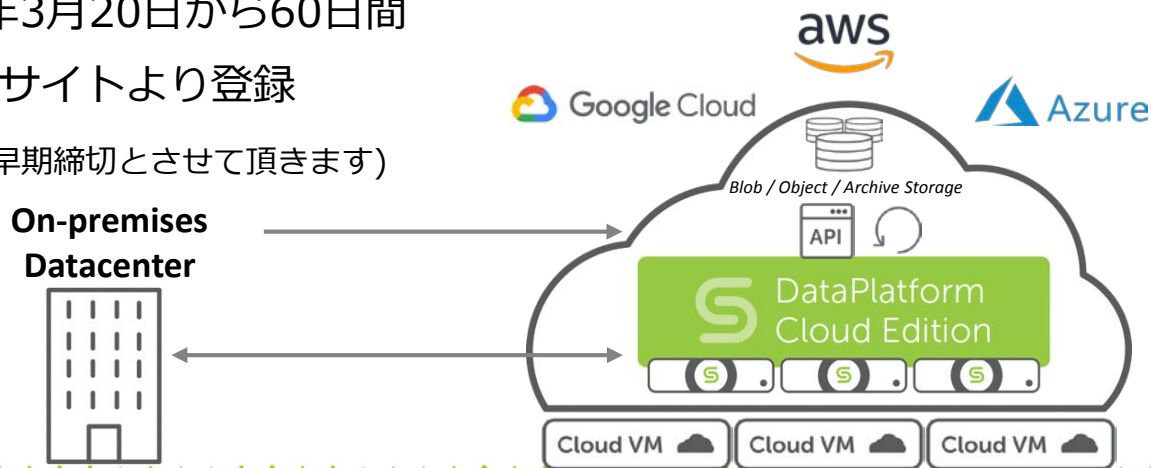 年3月20日から60日間
サイトより登録
早期締切とさせて頂きます)
On-premises
Datacenter
aws
Google Cloud
Azure
Blob / Object / Archive Storage
API
DataPlatform
Cloud Edition
Cloud VM
Cloud VM
Cloud VM